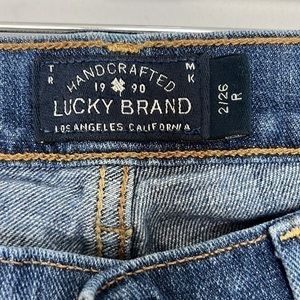 TR MK
HANDCRAFTED
19 90
LUCKY BRAND
LOS ANGELES, CALIFORNIA
2/26
R